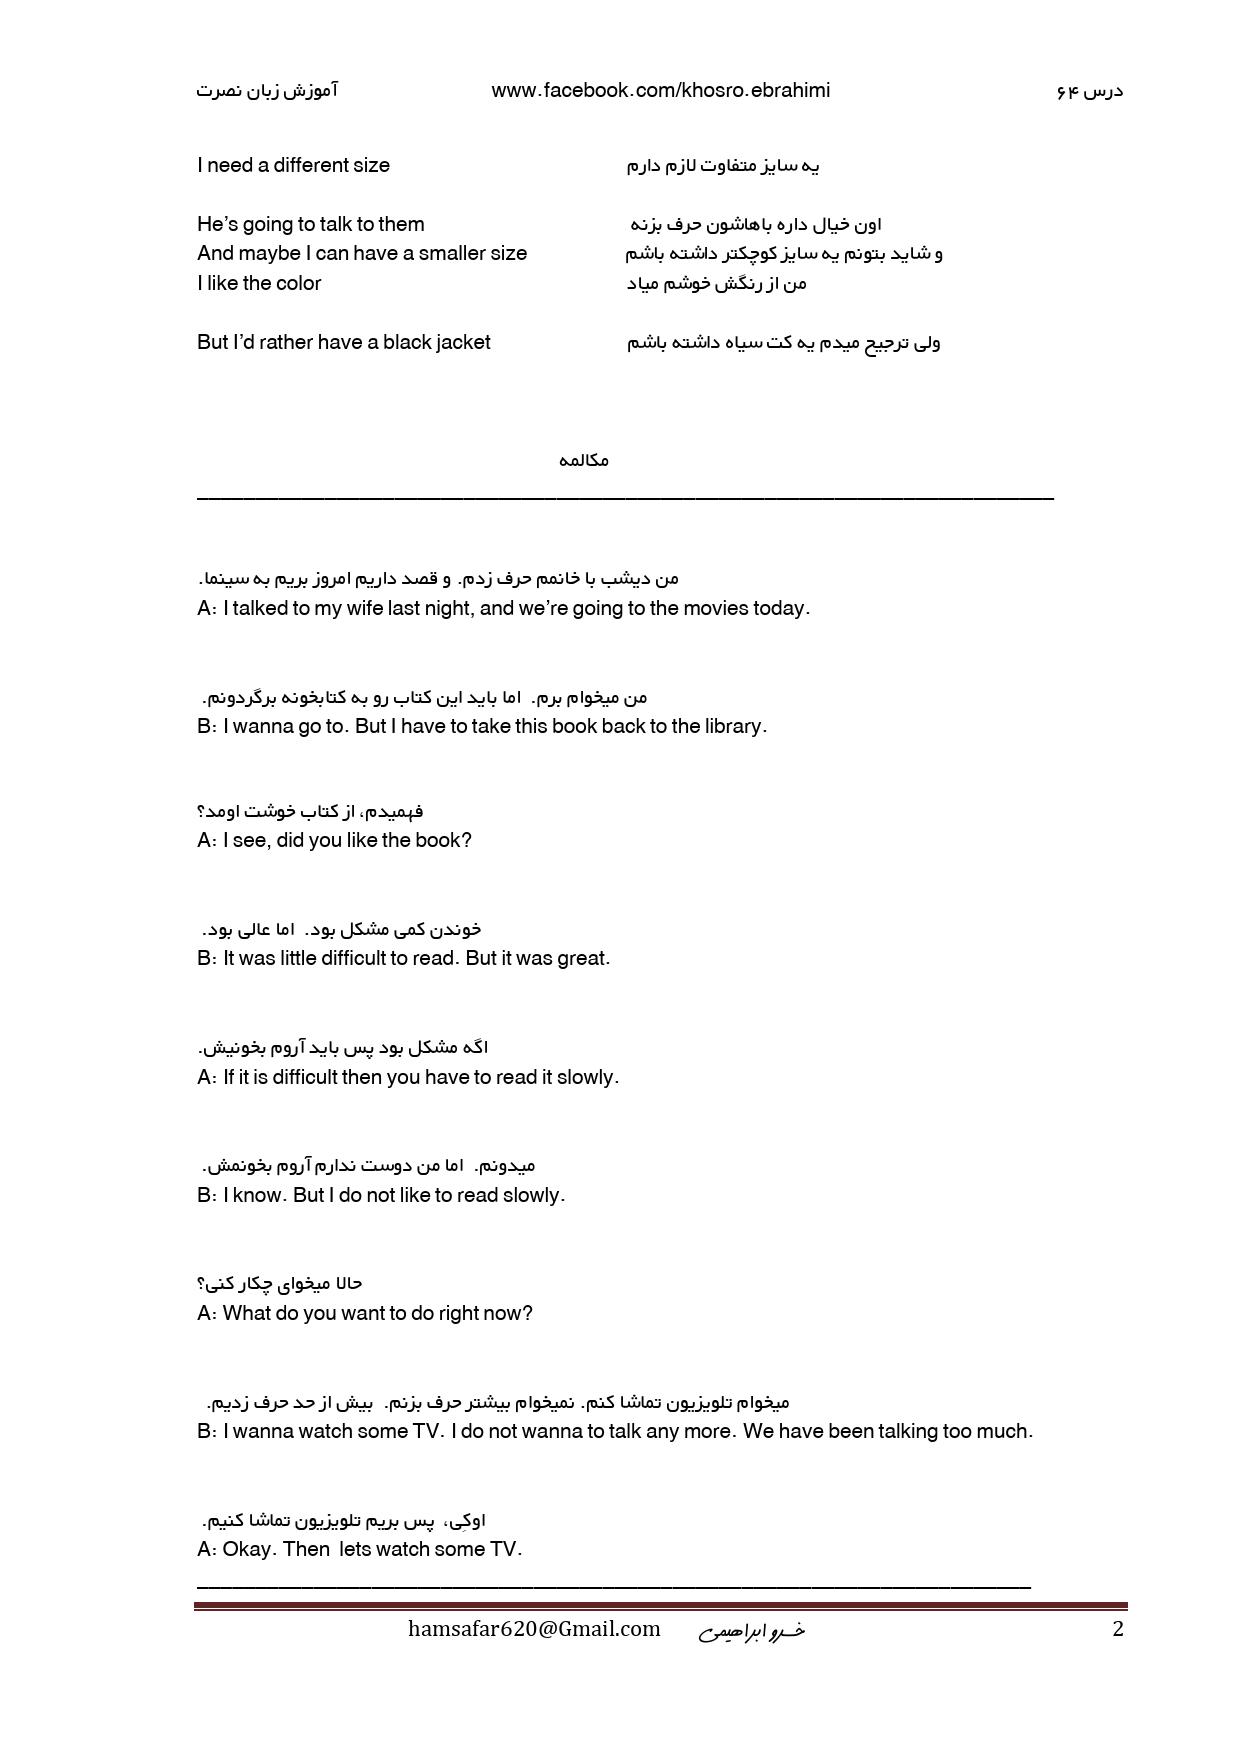 آموزش زبان نصرت www.facebook.com/khosro.ebrahimi درس ۶۴
I need a different size یه سایز متفاوت لازم دارم
He’s going to talk to them اون خیال داره باهاشون حرف بزنه
And maybe I can have a smaller size و شاید بتونم یه سایز کوچکتر داشته باشم
I like the color من از رنگش خوشم میاد
But I’d rather have a black jacket ولی ترجیح میدم یه کت سیاه داشته باشم
مکالمه
من دیشب با خانمم حرف زدم. و قصد داریم امروز بریم به سینما.
A: I talked to my wife last night, and we’re going to the movies today.
من میخوام برم. اما باید این کتاب رو به کتابخونه برگردونم.
B: I wanna go to. But I have to take this book back to the library.
فهمیدم، از کتاب خوشت اومد؟
A: I see, did you like the book?
خوندن کمی مشکل بود. اما عالی بود.
B: It was little difficult to read. But it was great.
اگه مشکل بود پس باید آروم بخونیش.
A: If it is difficult then you have to read it slowly.
میدونم. اما من دوست ندارم آروم بخونمش.
B: I know. But I do not like to read slowly.
حالا میخوای چکار کنی؟
A: What do you want to do right now?
میخوام تلویزیون تماشا کنم. نمیخوام بیشتر حرف بزنم. بیش از حد حرف زدیم.
B: I wanna watch some TV. I do not wanna to talk any more. We have been talking too much.
اوکِی، پس بریم تلویزیون تماشا کنیم.
A: Okay. Then lets watch some TV.
hamsafar620@Gmail.com خسرو ابراهیمی 2